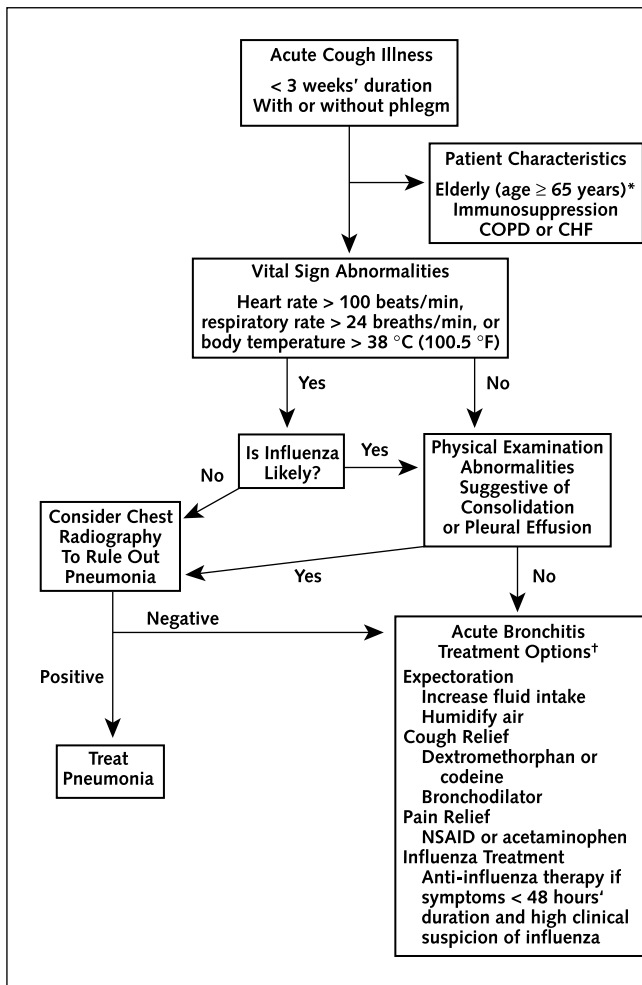 Acute Cough Illness
< 3 weeks' duration
With or without phlegm
Patient Characteristics
Elderly (age ≥ 65 years)*
Immunosuppression
COPD or CHF
Vital Sign Abnormalities
Heart rate > 100 beats/min,
respiratory rate > 24 breaths/min, or
body temperature > 38 °C (100.5 °F)
Yes
No
Is Influenza
Likely?
Yes
No
Physical Examination
Abnormalities
Suggestive of
Consolidation
or Pleural Effusion
Consider Chest
Radiography
To Rule Out
Pneumonia
Yes
No
Negative
Positive
Treat
Pneumonia
Acute Bronchitis
Treatment Options†
Expectoration
Increase fluid intake
Humidify air
Cough Relief
Dextromethorphan or
codeine
Bronchodilator
Pain Relief
NSAID or acetaminophen
Influenza Treatment
Anti-influenza therapy if
symptoms < 48 hours‘
duration and high clinical
suspicion of influenza